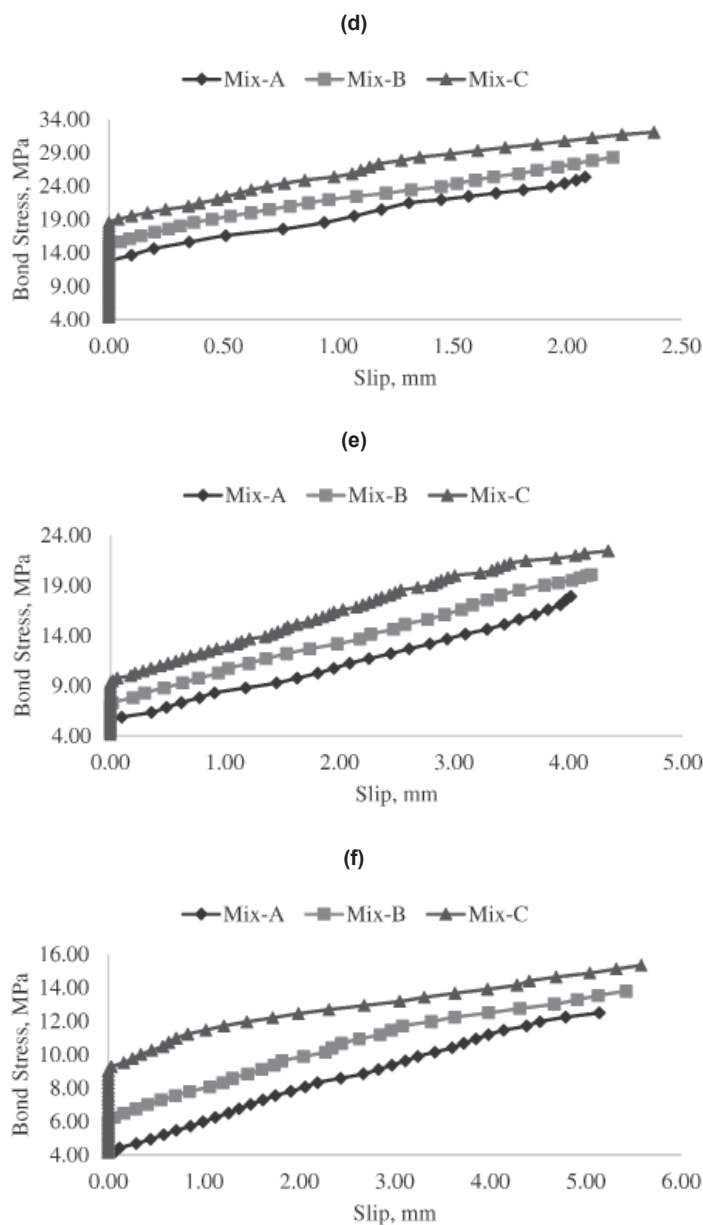 (d)
Mix-A Mix-B Mix-C
Bond Stress, MPa
34.00
29.00
24.00
19.00
14.00
9.00
4.00
0.00 0.50 1.00 1.50 2.00 2.50
Slip, mm
(e)
Mix-A Mix-B Mix-C
Bond Stress, MPa
24.00
19.00
14.00
9.00
4.00
0.00 1.00 2.00 3.00 4.00 5.00
Slip, mm
(f)
Mix-A Mix-B Mix-C
Bond Stress, MPa
16.00
14.00
12.00
10.00
8.00
6.00
4.00
0.00 1.00 2.00 3.00 4.00 5.00 6.00
Slip, mm